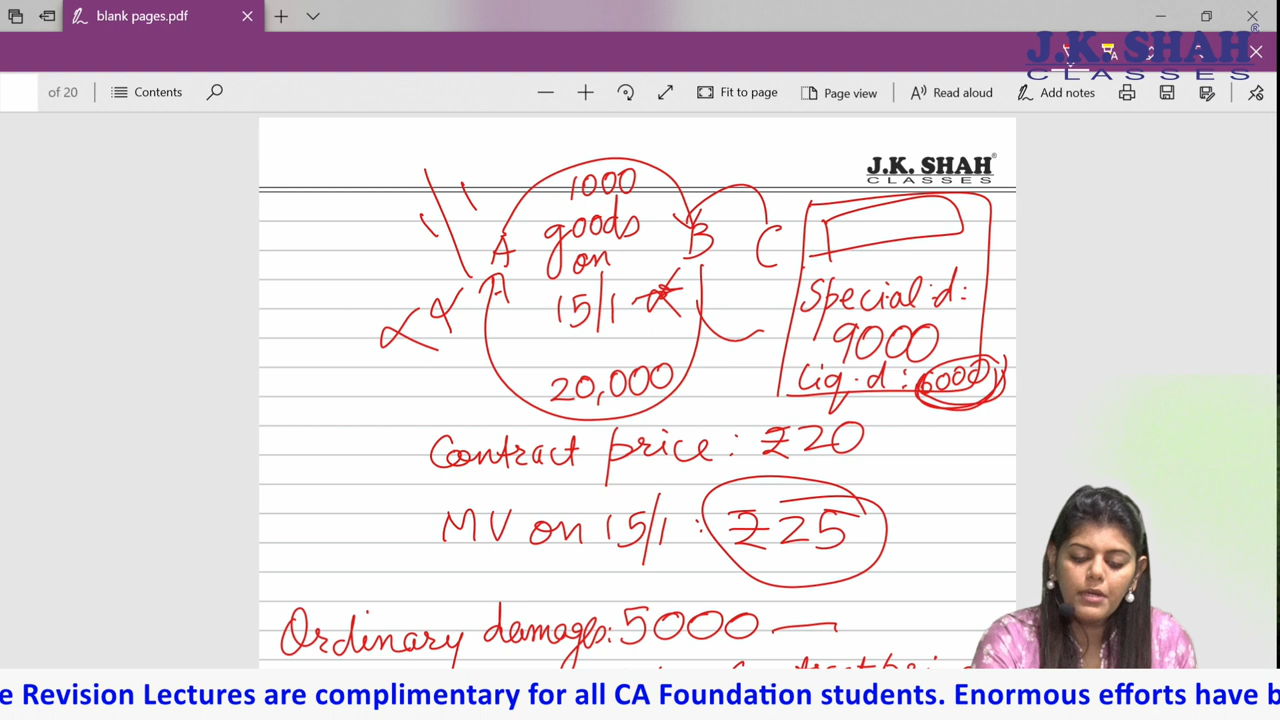 blank pages.pdf
J.K. SHAH®
CLASSES
of 20
Contents
Fit to page
Page view
Read aloud
Add notes
J.K. SHAH®
CLASSES
1000
goods
on
15/1
20,000
A
A
B
C
Special d:
9000
Liq. d: 6000
Contract price: ₹20
MV on 15/1: ₹25
Ordinary damages: 5000
e Revision Lectures are complimentary for all CA Foundation students. Enormous efforts have b